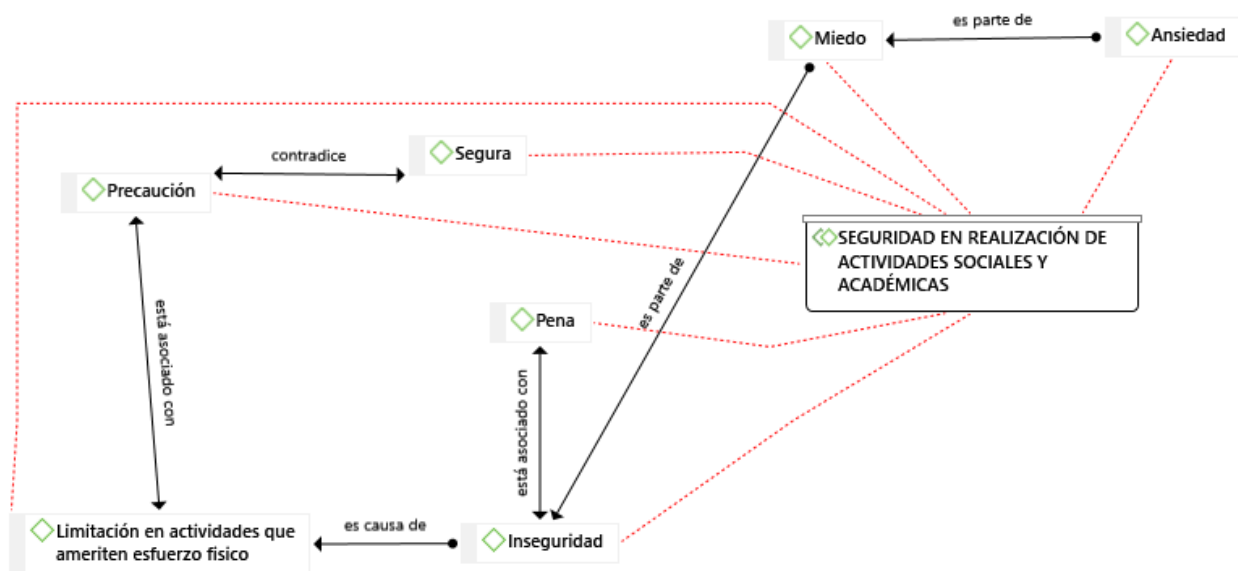 es parte de
Miedo
Ansiedad
contradice
Segura
Precaución
SEGURIDAD EN REALIZACIÓN DE
ACTIVIDADES SOCIALES Y
ACADÉMICAS
es parte de
está asociado con
Pena
está asociado con
Limitación en actividades que
ameriten esfuerzo fisico
es causa de
Inseguridad